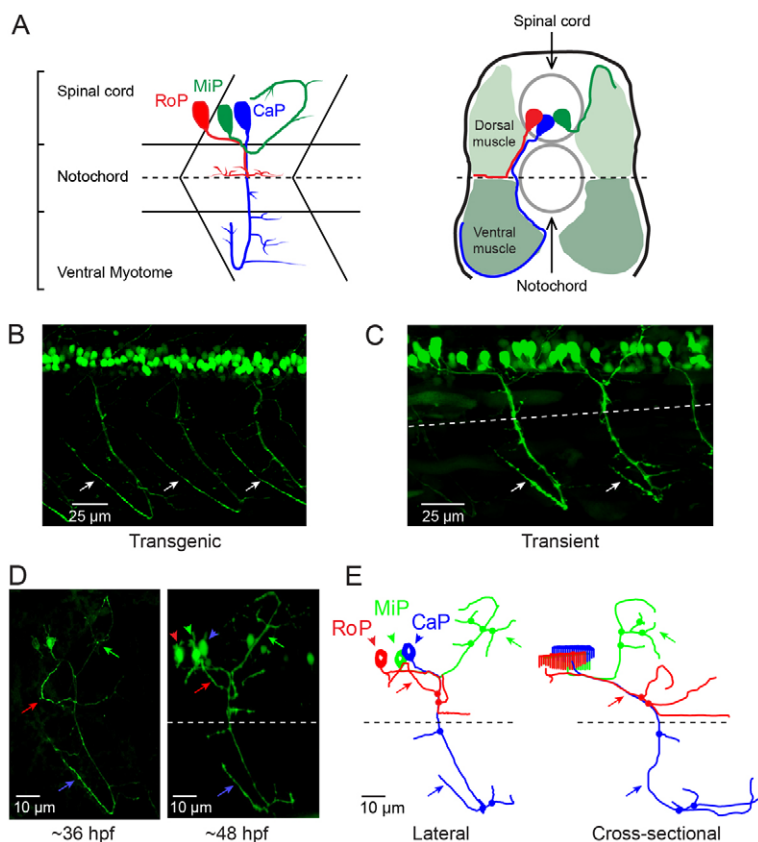 A
Spinal cord
MiP
RoP
CaP
Notochord
Ventral Myotome
Spinal cord
Dorsal
muscle
Ventral
muscle
Notochord
B
25 μm
Transgenic
C
25 μm
Transient
D
10 μm
~36 hpf
10 μm
~48 hpf
E
MiP
RoP
CaP
10 μm
Lateral
Cross-sectional